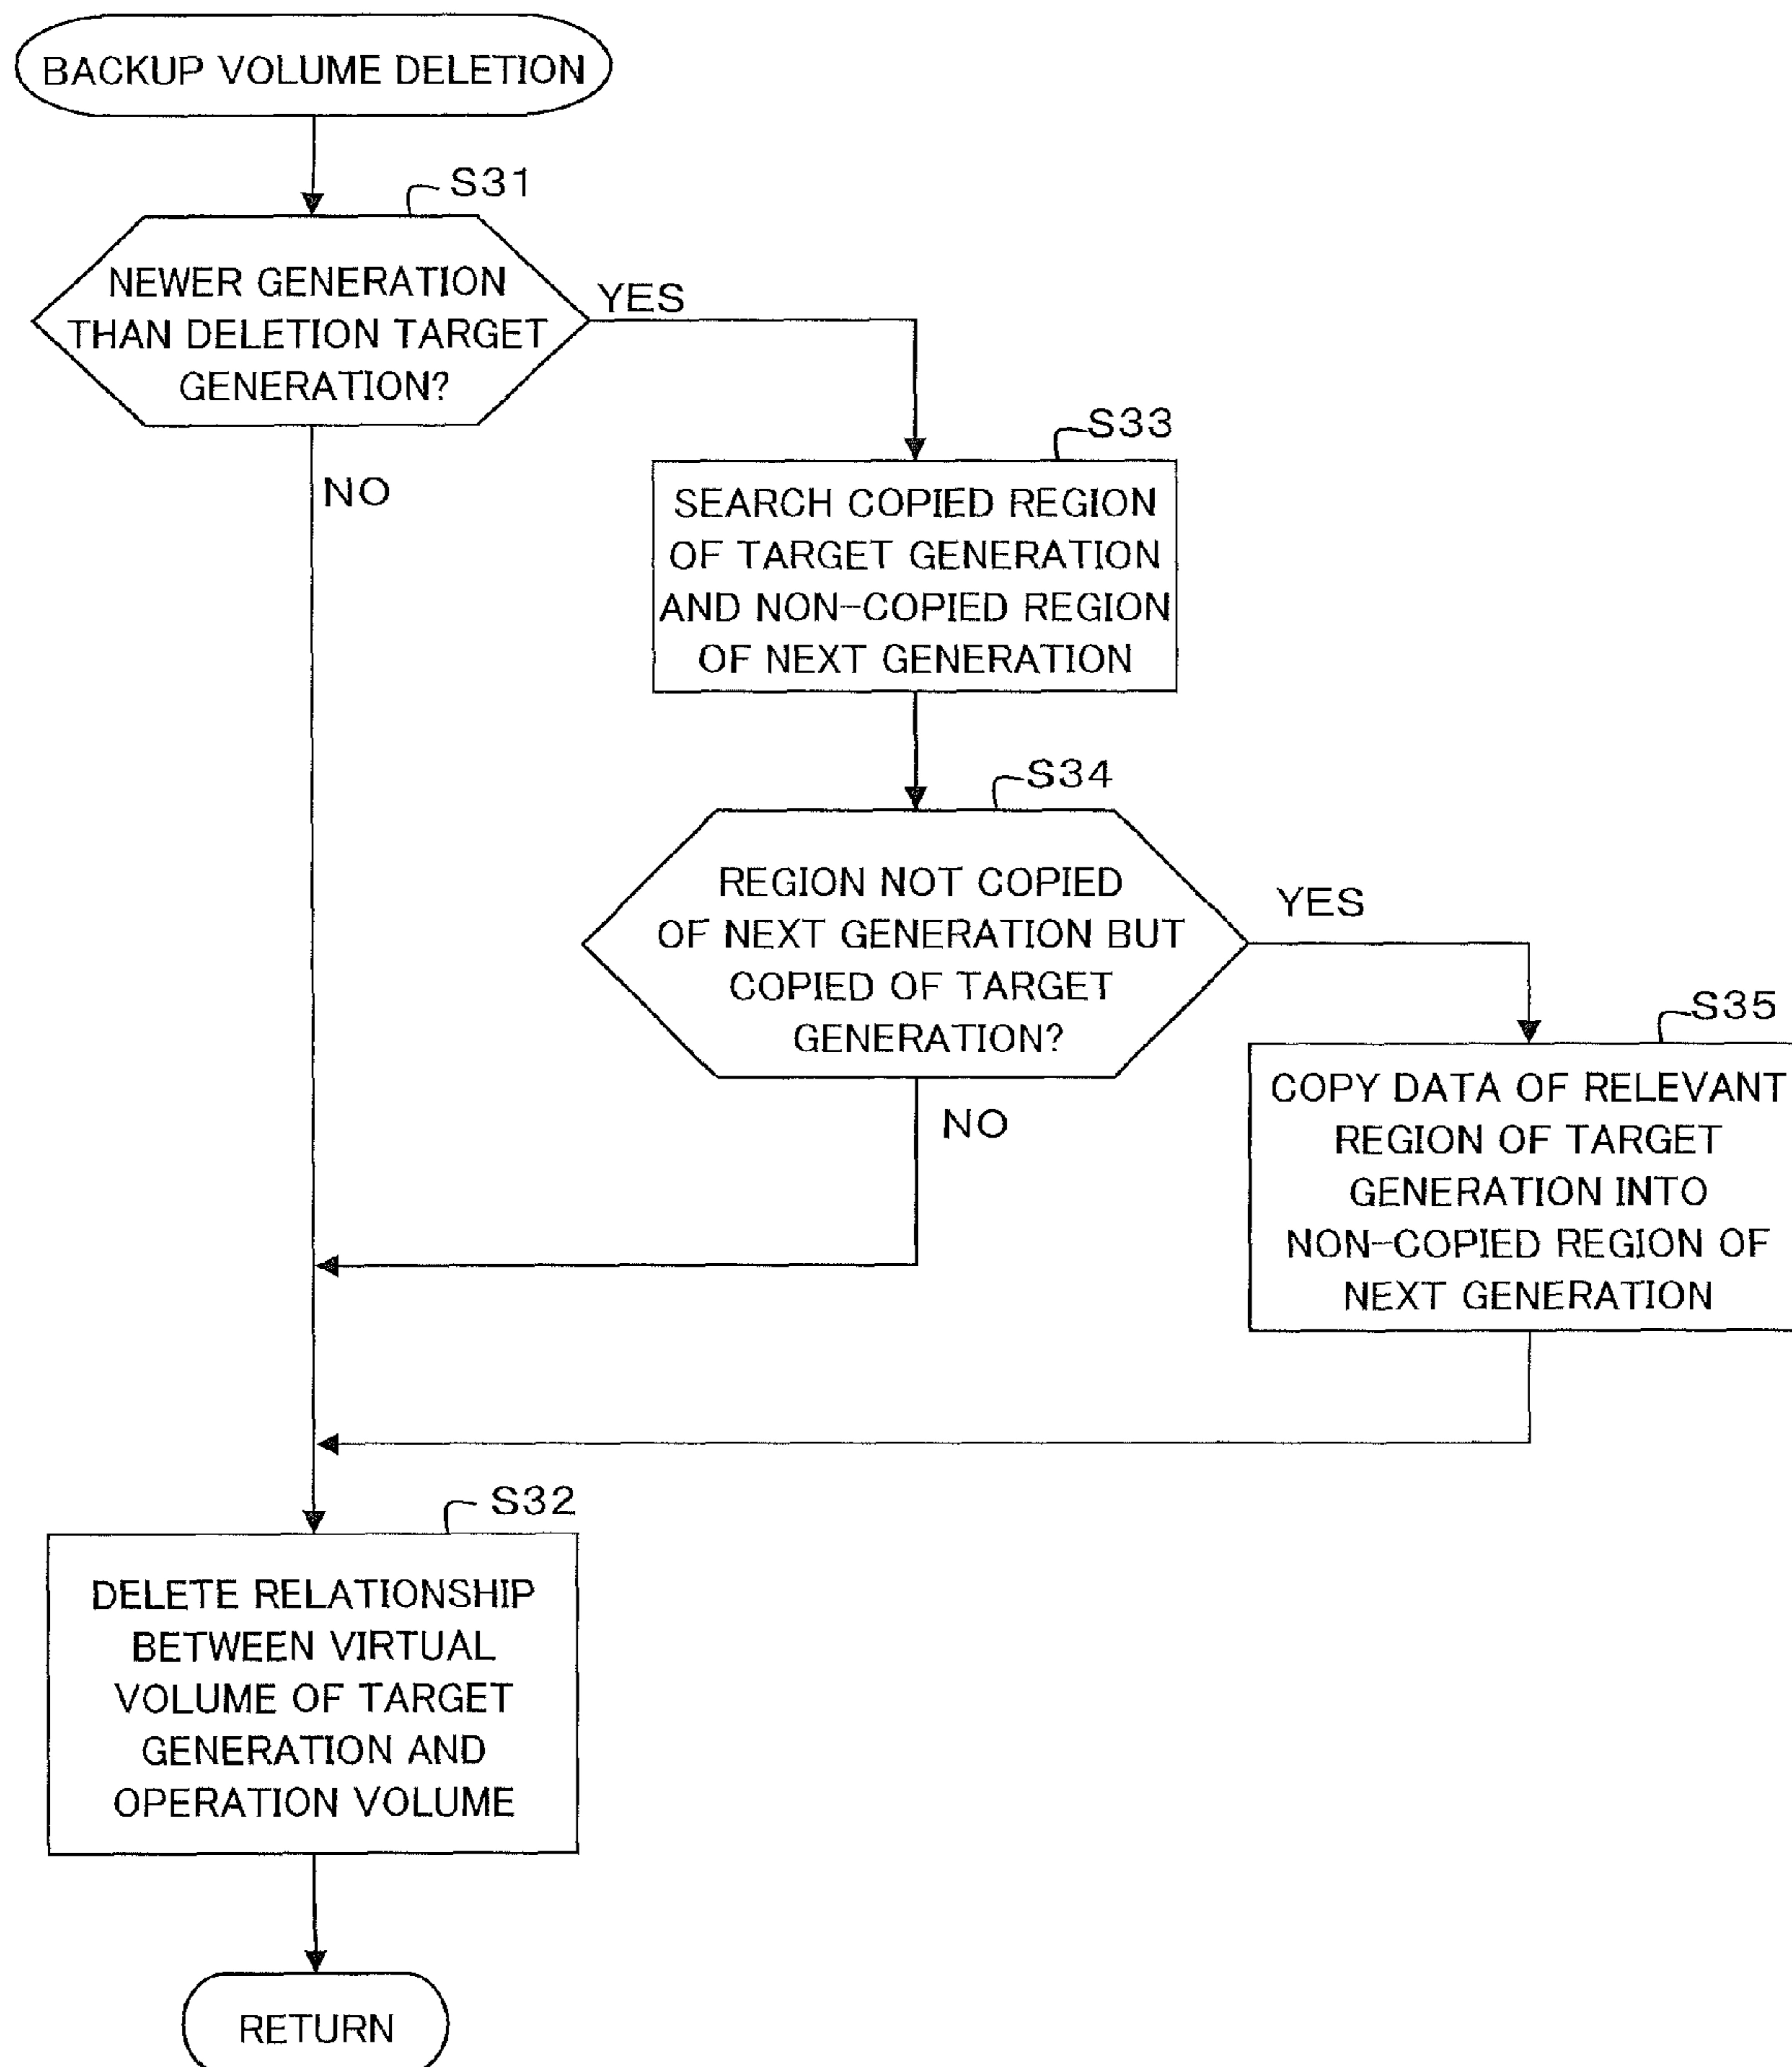 BACKUP VOLUME DELETION
S31
NEWER GENERATION
THAN DELETION TARGET
GENERATION?
YES
NO
S33
SEARCH COPIED REGION
OF TARGET GENERATION
AND NON-COPIED REGION
OF NEXT GENERATION
S34
REGION NOT COPIED
OF NEXT GENERATION BUT
COPIED OF TARGET
GENERATION?
YES
NO
S35
COPY DATA OF RELEVANT
REGION OF TARGET
GENERATION INTO
NON-COPIED REGION OF
NEXT GENERATION
S32
DELETE RELATIONSHIP
BETWEEN VIRTUAL
VOLUME OF TARGET
GENERATION AND
OPERATION VOLUME
RETURN